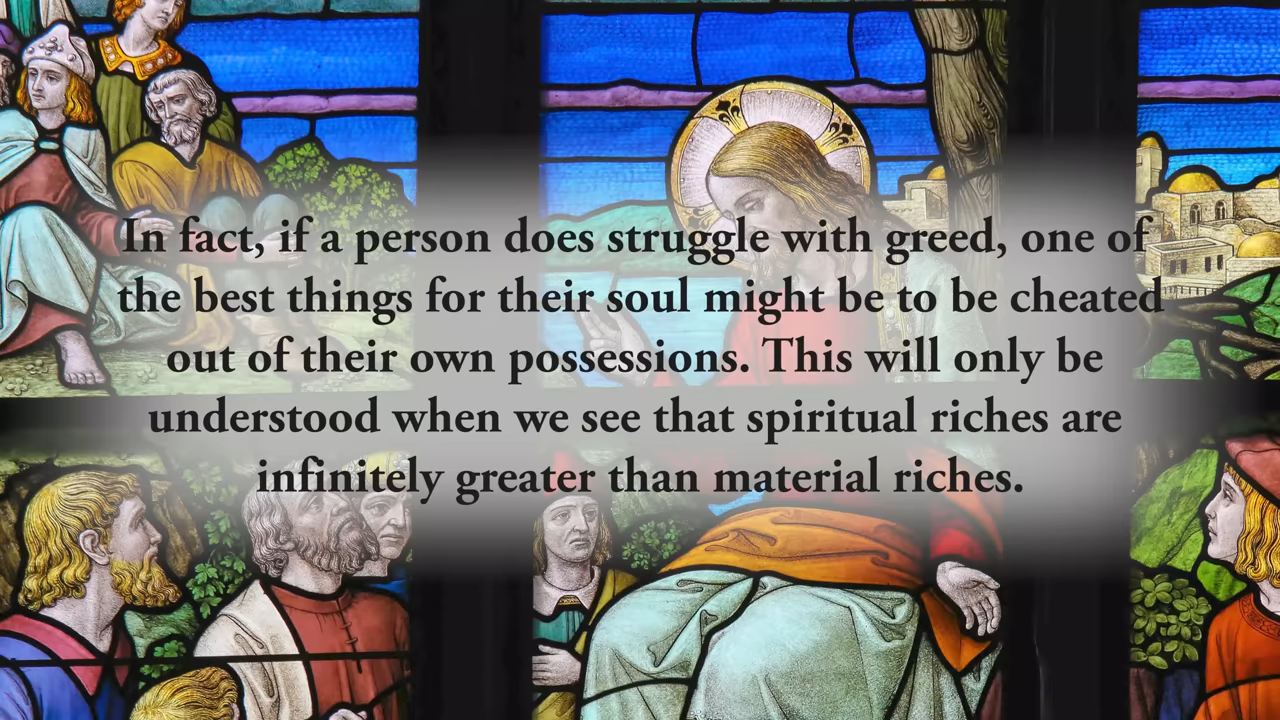 In fact, if a person does struggle with greed, one of
the best things for their soul might be to be cheated
out of their own possessions. This will only be
understood when we see that spiritual riches are
infinitely greater than material riches.